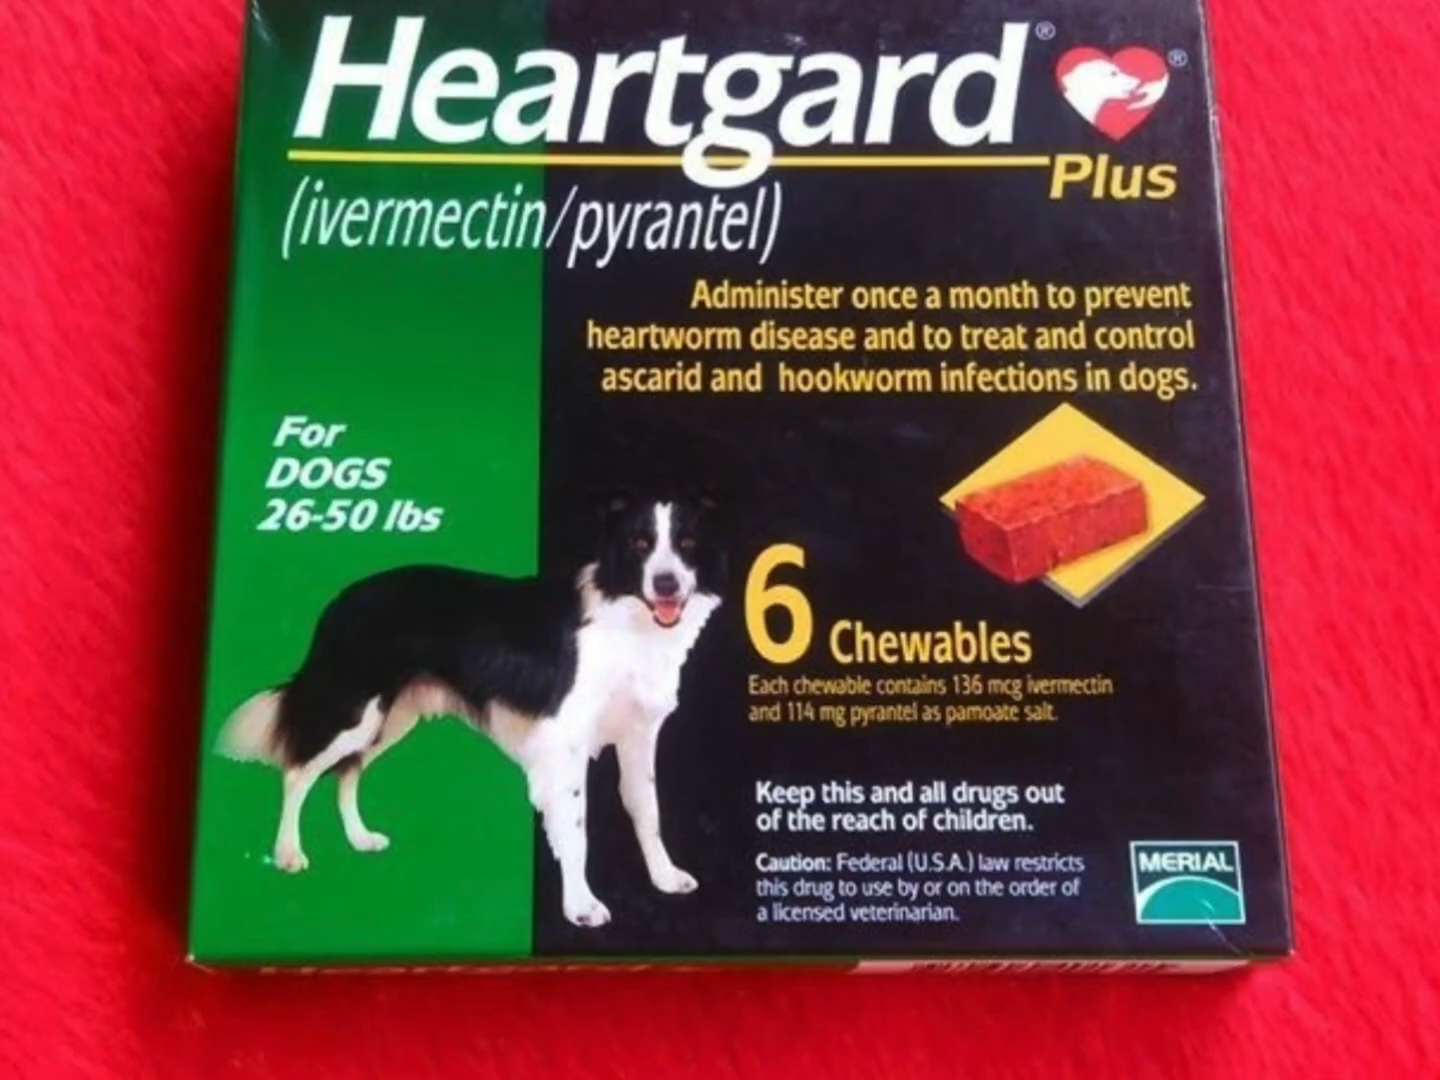 Heartgard® ®
Plus
(ivermectin/pyrantel)
Administer once a month to prevent
heartworm disease and to treat and control
ascarid and hookworm infections in dogs.
For
DOGS
26-50 lbs
6 Chewables
Each chewable contains 136 mcg ivermectin
and 114 mg pyrantel as pamoate salt.
Keep this and all drugs out
of the reach of children.
Caution: Federal (U.S.A.) law restricts
this drug to use by or on the order of
a licensed veterinarian.
MERIAL